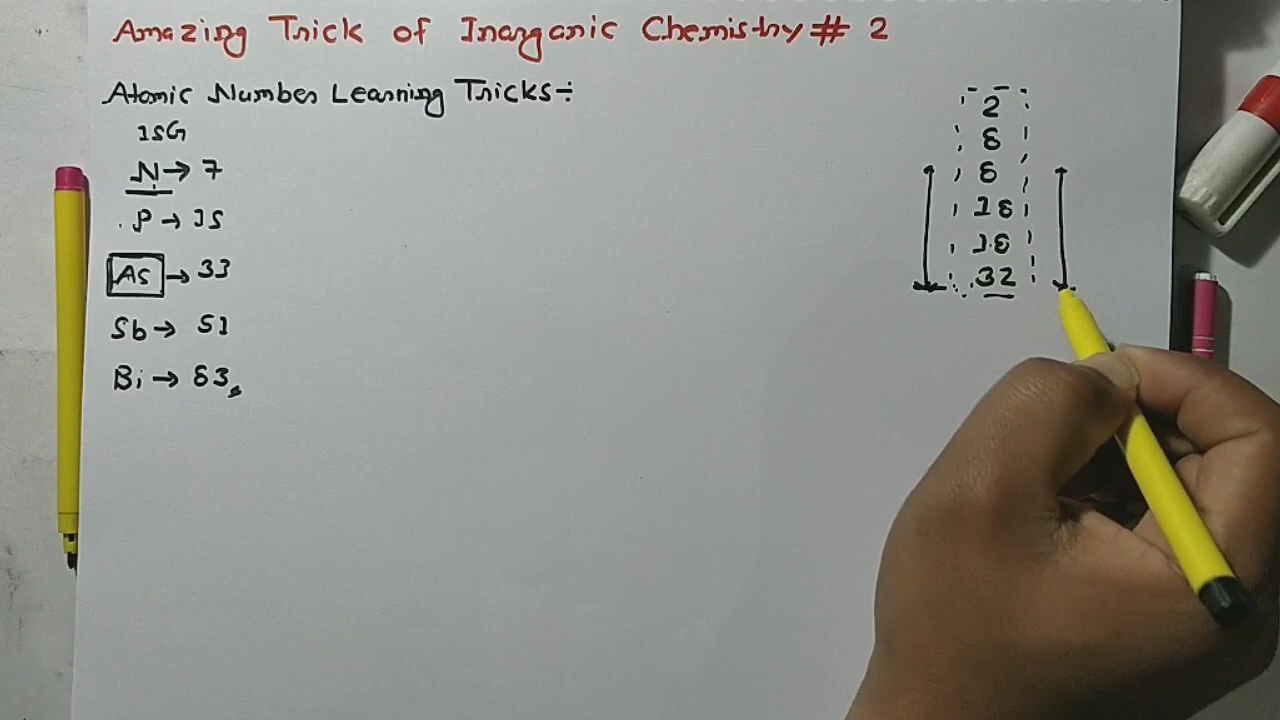 Amazing Trick of Inorganic Chemistry # 2
Atomic Number Learning Tricks÷
15G
N → 7
P → 15
As → 33
Sb → 51
Bi → 83
2
8
8
18
18
32